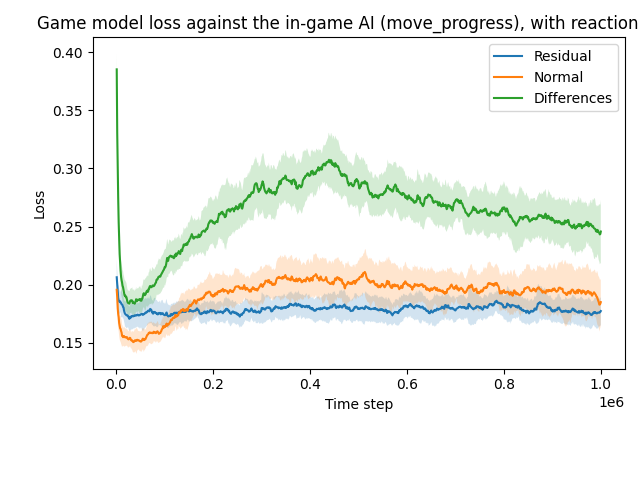 Game model loss against the in-game AI (move_progress), with reaction
Residual
Normal
Differences
Loss
0.40
0.35
0.30
0.25
0.20
0.15
0.0 0.2 0.4 0.6 0.8 1.0
1e6
Time step